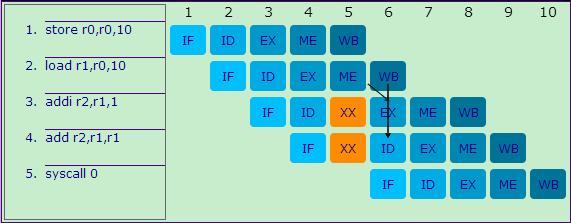 1 2 3 4 5 6 7 8 9 10
1. store r0,r0,10 IF ID EX ME WB
2. load r1,r0,10 IF ID EX ME WB
3. addi r2,r1,1 IF ID XX EX ME WB
4. add r2,r1,r1 IF XX ID EX ME WB
5. syscall 0 IF ID EX ME WB